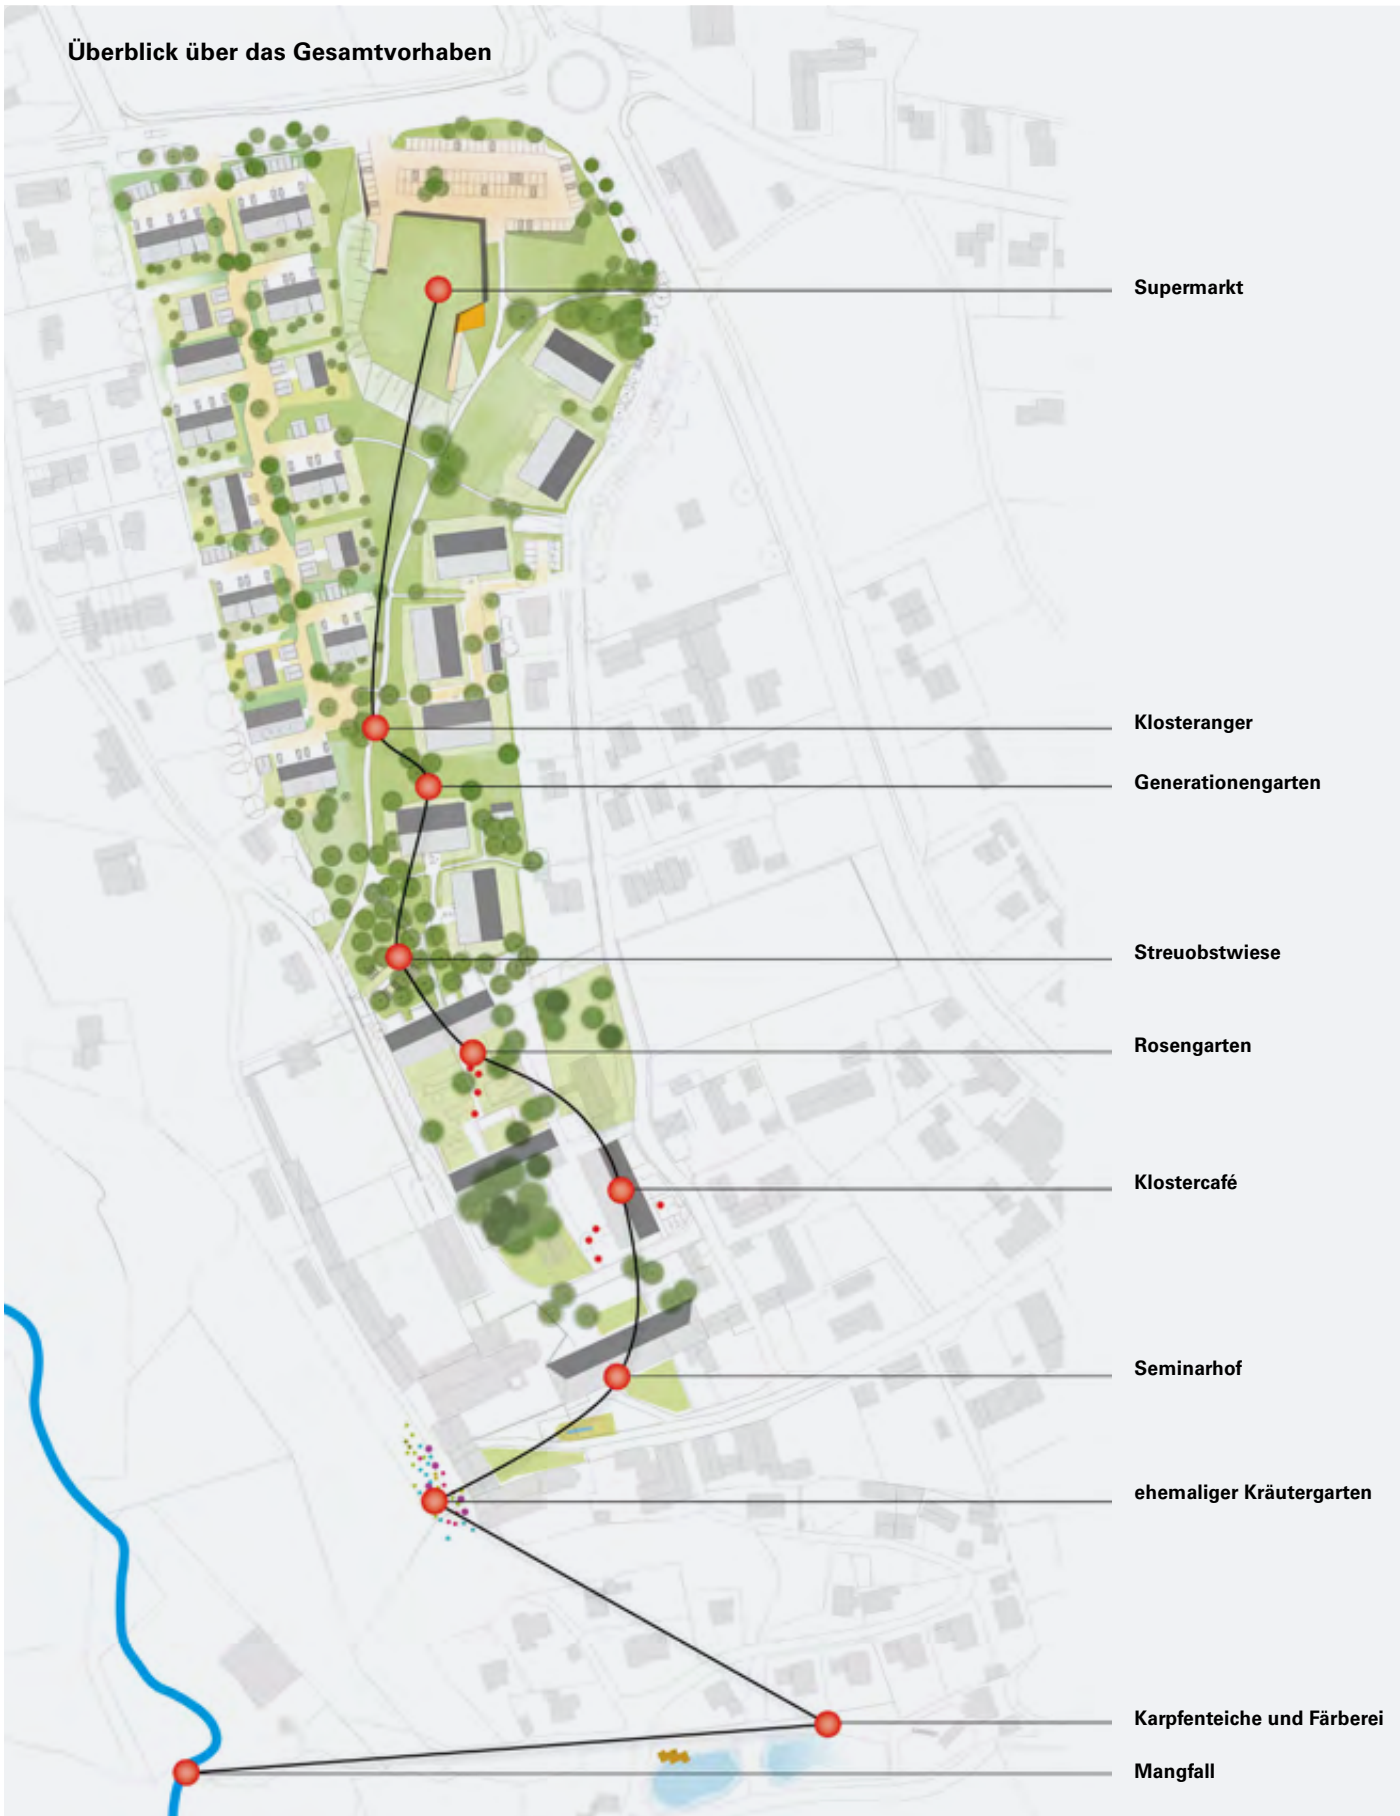 Überblick über das Gesamtvorhaben
Supermarkt
Klosteranger
Generationengarten
Streuobstwiese
Rosengarten
Klostercafé
Seminarhof
ehemaliger Kräutergarten
Karpfenteiche und Färberei
Mangfall